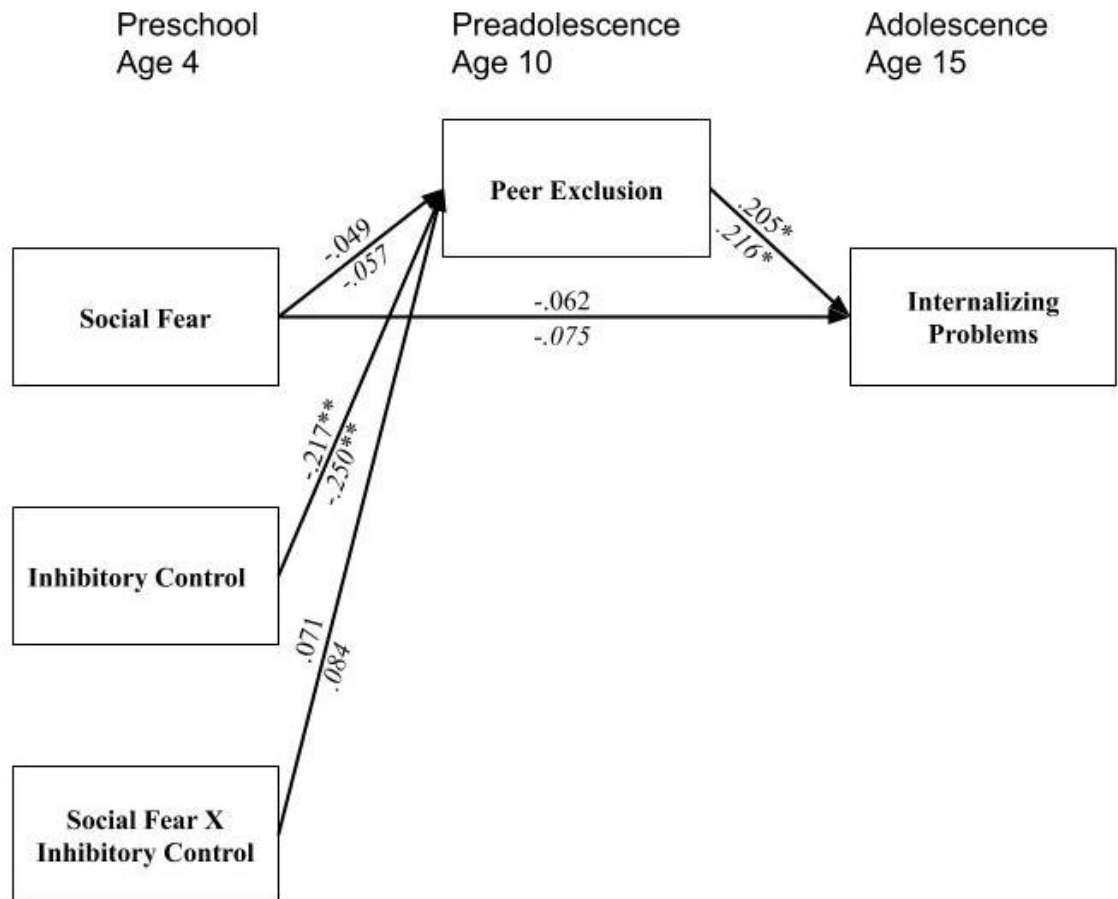 Preschool
Age 4
Preadolescence
Age 10
Adolescence
Age 15
Peer Exclusion
-.049
-.057
.205*
.216*
Social Fear
-.062
-.075
Internalizing
Problems
-.217**
-.250**
Inhibitory Control
.071
.084
Social Fear X
Inhibitory Control